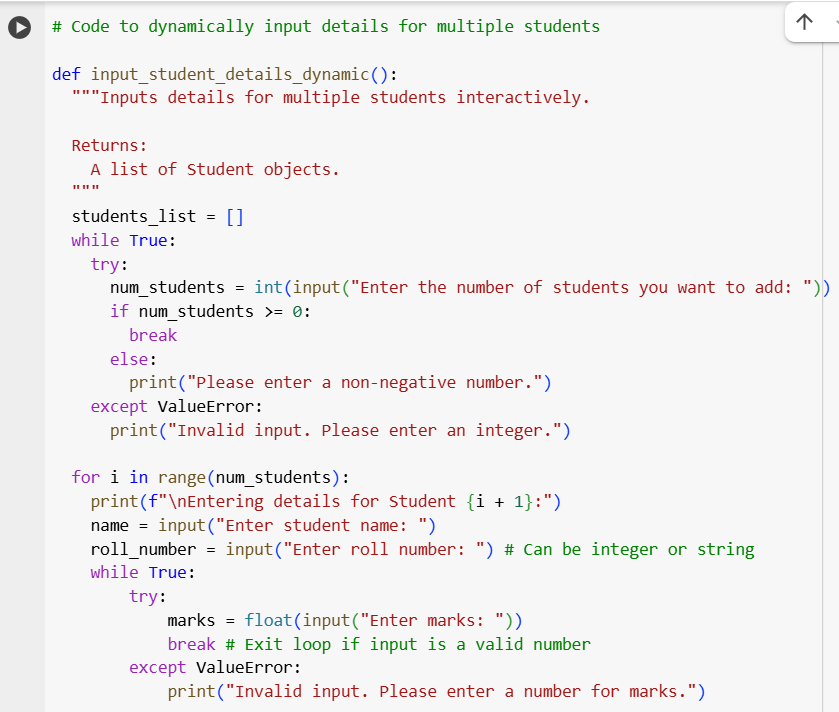 # Code to dynamically input details for multiple students

def input_student_details_dynamic():
  """Inputs details for multiple students interactively.

  Returns:
    A list of Student objects.
  """
  students_list = []
  while True:
    try:
      num_students = int(input("Enter the number of students you want to add: "))
      if num_students >= 0:
        break
      else:
        print("Please enter a non-negative number.")
    except ValueError:
      print("Invalid input. Please enter an integer.")

  for i in range(num_students):
    print(f"\nEntering details for Student {i + 1}:")
    name = input("Enter student name: ")
    roll_number = input("Enter roll number: ") # Can be integer or string
    while True:
        try:
            marks = float(input("Enter marks: "))
            break # Exit loop if input is a valid number
        except ValueError:
            print("Invalid input. Please enter a number for marks.")